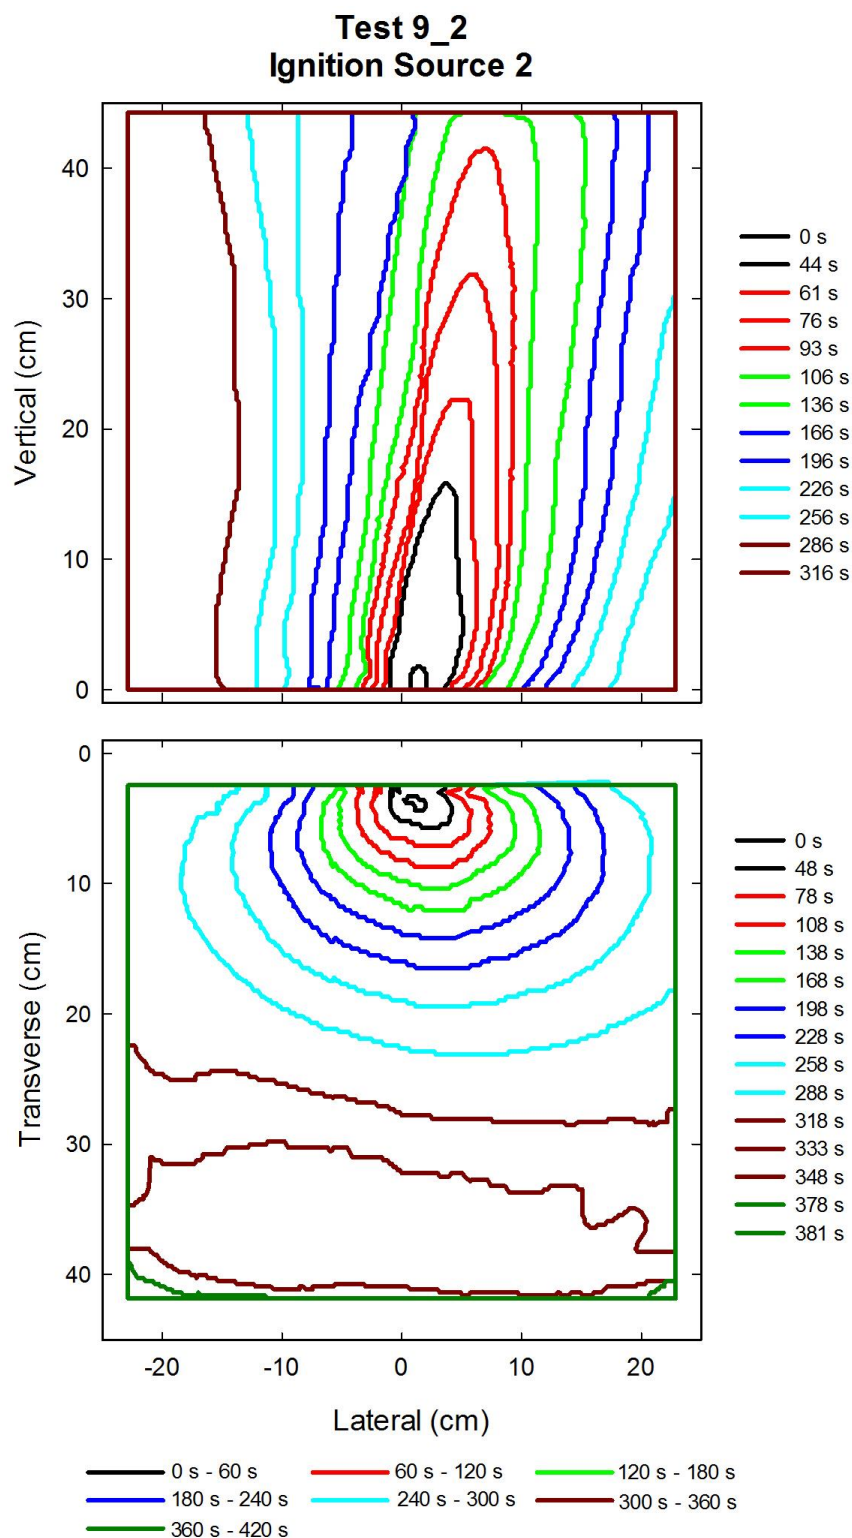 Test 9_2
Ignition Source 2
Vertical (cm)
40
30
20
10
0
0 s
44 s
61 s
76 s
93 s
106 s
136 s
166 s
196 s
226 s
256 s
286 s
316 s
Transverse (cm)
0
10
20
30
40
0 s
48 s
78 s
108 s
138 s
168 s
198 s
228 s
258 s
288 s
318 s
333 s
348 s
378 s
381 s
-20 -10 0 10 20
Lateral (cm)
0 s - 60 s 60 s - 120 s 120 s - 180 s
180 s - 240 s 240 s - 300 s 300 s - 360 s
360 s - 420 s